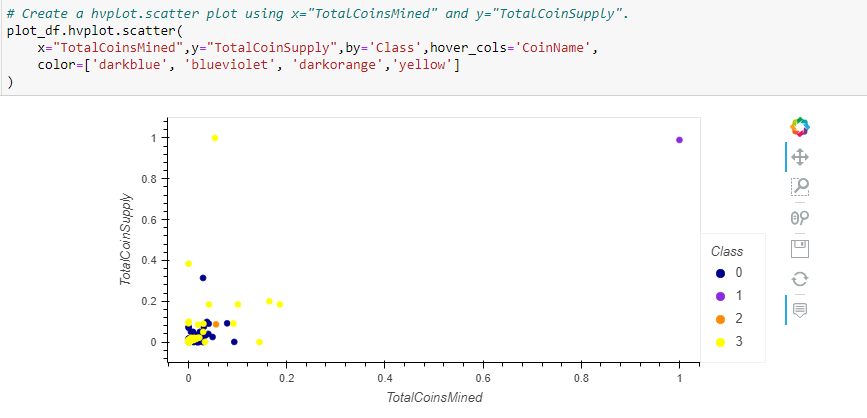 # Create a hvplot.scatter plot using x="TotalCoinsMined" and y="TotalCoinSupply".
plot_df.hvplot.scatter(
    x="TotalCoinsMined",y="TotalCoinSupply",by='Class',hover_cols='CoinName',
    color=['darkblue', 'blueviolet', 'darkorange','yellow']
)
1
0.8
0.6
0.4
0.2
0
TotalCoinSupply
Class
0
1
2
3
0 0.2 0.4 0.6 0.8 1
TotalCoinsMined